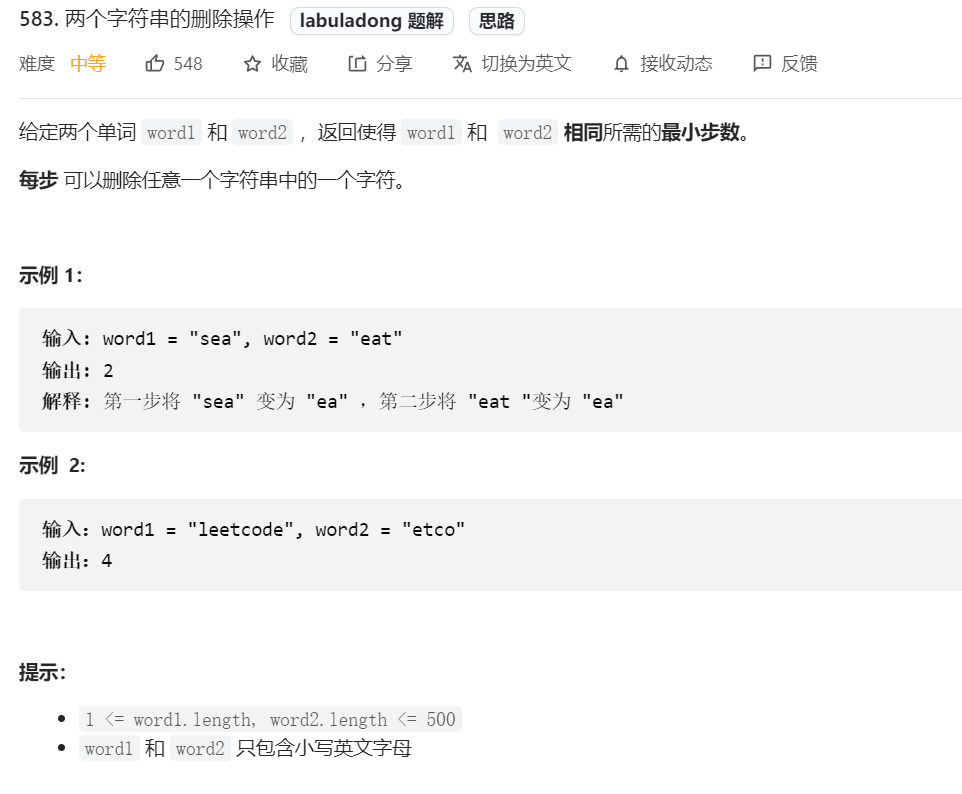 583. 两个字符串的删除操作 labuladong 题解 思路
难度 中等 548 收藏 分享 切换为英文 接收动态 反馈
给定两个单词 word1 和 word2 ，返回使得 word1 和 word2 相同所需的最小步数。
每步 可以删除任意一个字符串中的一个字符。
示例 1：
输入: word1 = "sea", word2 = "eat"
输出: 2
解释: 第一步将 "sea" 变为 "ea" ，第二步将 "eat "变为 "ea"
示例  2:
输入：word1 = "leetcode", word2 = "etco"
输出：4
提示：
• 1 <= word1.length, word2.length <= 500
• word1 和 word2 只包含小写英文字母